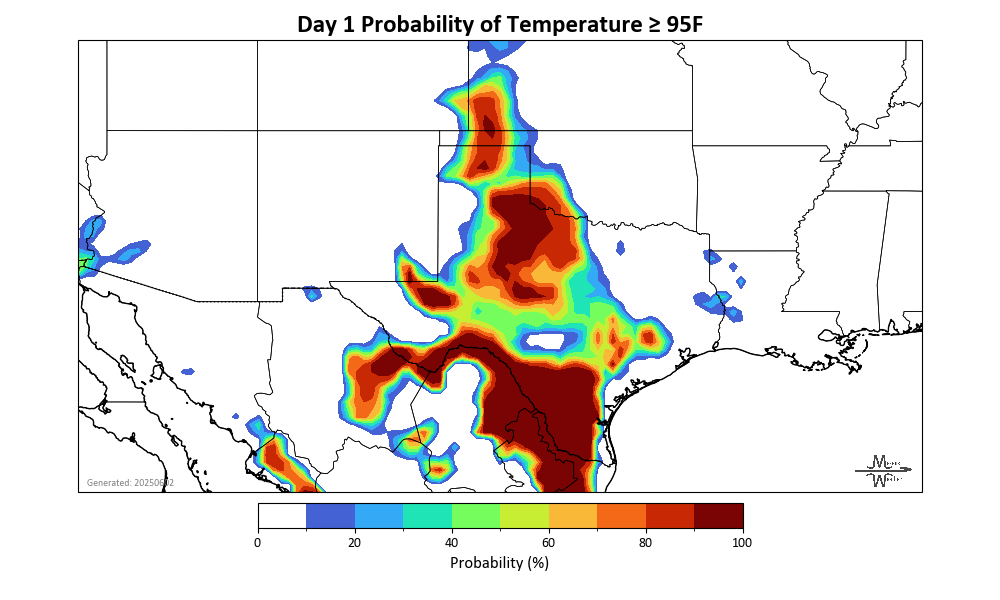 Day 1 Probability of Temperature ≥ 95F
Generated: 20250602
0 20 40 60 80 100
Probability (%)